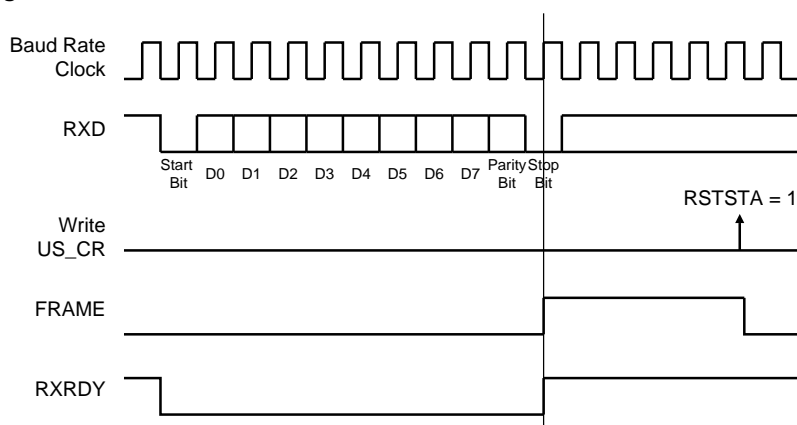 Baud Rate
Clock
RXD
Start
Bit
D0 D1 D2 D3 D4 D5 D6 D7
Parity
Bit
Stop
Bit
RSTSTA = 1
Write
US_CR
FRAME
RXRDY